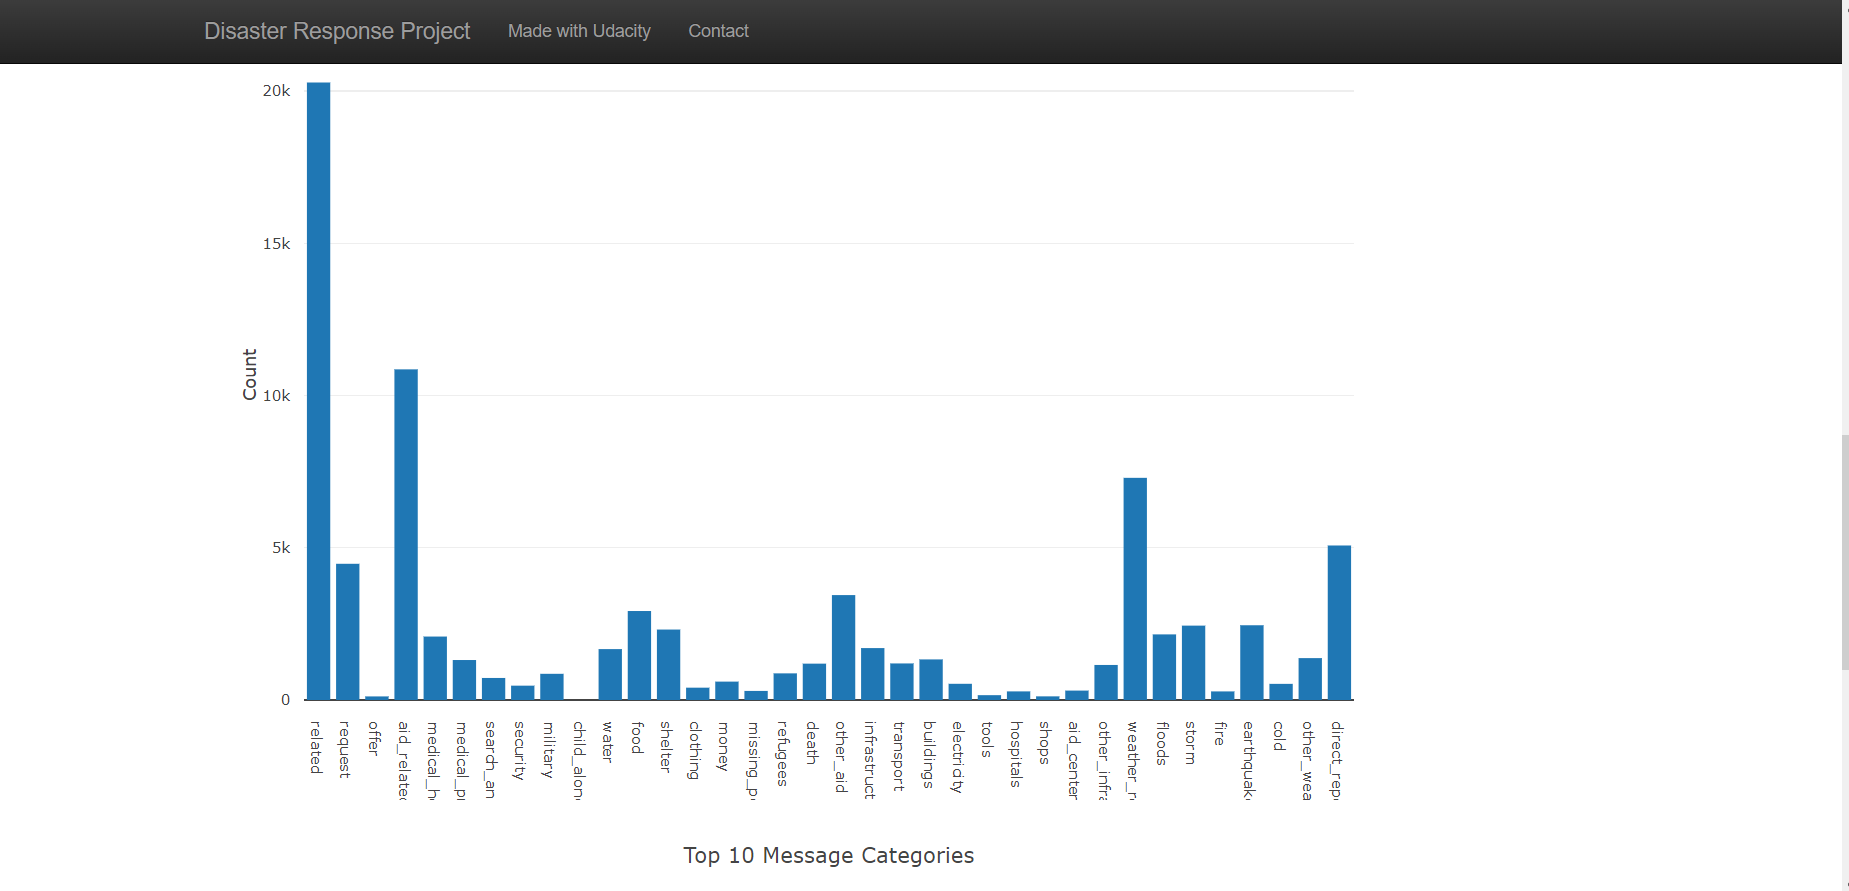 Disaster Response Project Made with Udacity Contact
20k
15k
10k
5k
0
Count
related
request
offer
aid_related
medical_h
medical_p
search_an
security
military
child_alon
water
food
shelter
clothing
money
missing_p
refugees
death
other_aid
infrastruct
transport
buildings
electricity
tools
hospitals
shops
aid_center
other_infra
weather_r
floods
storm
fire
earthquak
cold
other_wea
direct_rep
Top 10 Message Categories